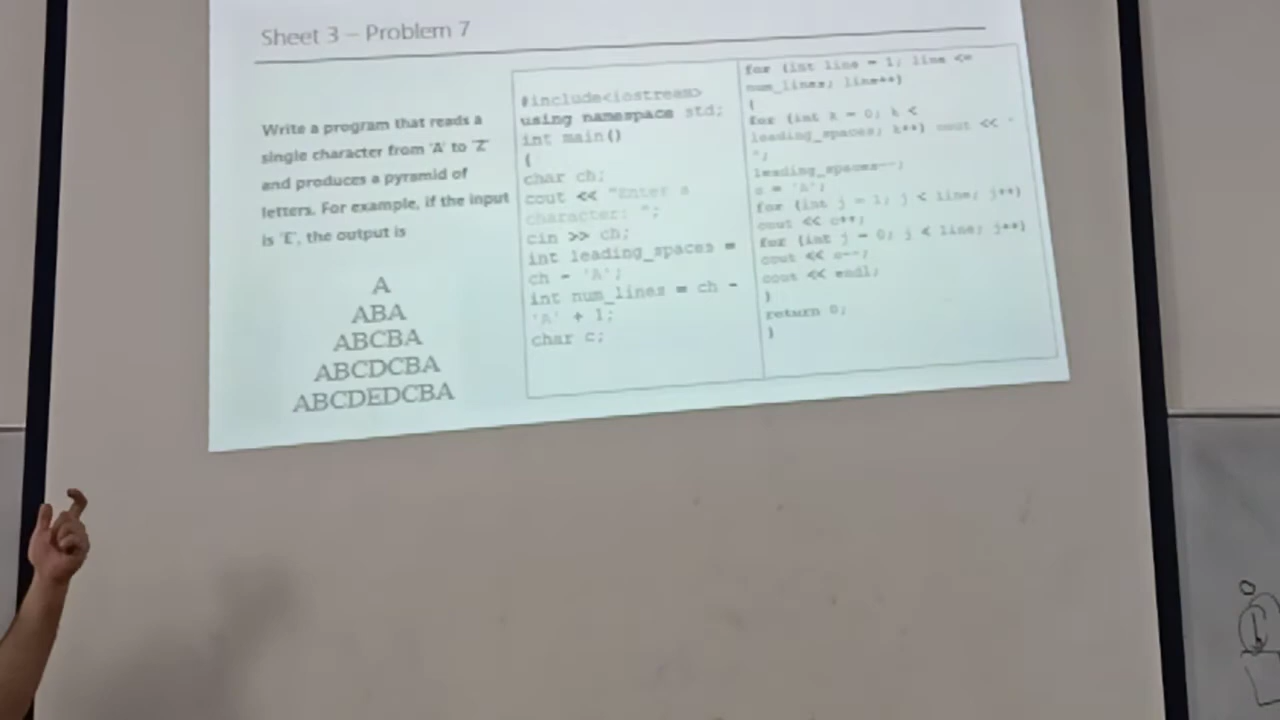 Sheet 3 – Problem 7
Write a program that reads a
single character from 'A' to 'Z'
and produces a pyramid of
letters. For example, if the input
is 'E', the output is
A
ABA
ABCBA
ABCDCBA
ABCDEDCBA
#include<iostream>
using namespace std;
int main()
{
char ch;
cout << "Enter a
character: ";
cin >> ch;
int leading_spaces =
ch - 'A';
int num_lines = ch -
'A' + 1;
char c;
for (int line = 1; line <=
num_lines; line++)
{
for (int k = 0; k <
leading_spaces; k++) cout << "
";
leading_spaces--;
c = 'A';
for (int j = 1; j < line; j++)
cout << c++;
for (int j = 0; j < line; j++)
cout << c--;
cout << endl;
}
return 0;
}